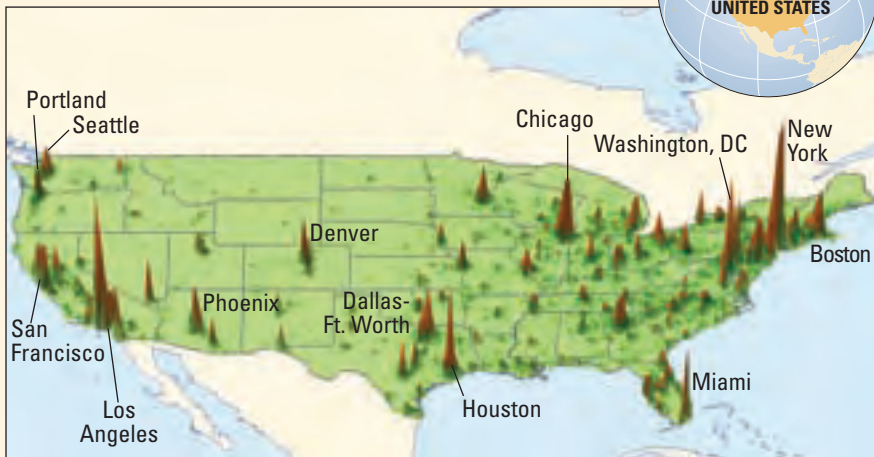 UNITED STATES
Portland
Seattle
Chicago
Washington, DC
New
York
Denver
Boston
Phoenix
Dallas-
Ft. Worth
San
Francisco
Miami
Los
Angeles
Houston